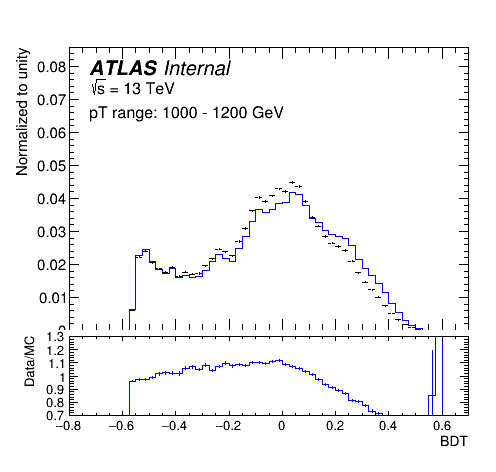 ATLAS Internal
√s = 13 TeV
pT range: 1000 - 1200 GeV
Normalized to unity
0.08
0.07
0.06
0.05
0.04
0.03
0.02
0.01
0
Data/MC
1.3
1.2
1.1
1
0.9
0.8
0.7
−0.8 −0.6 −0.4 −0.2 0 0.2 0.4 0.6
BDT